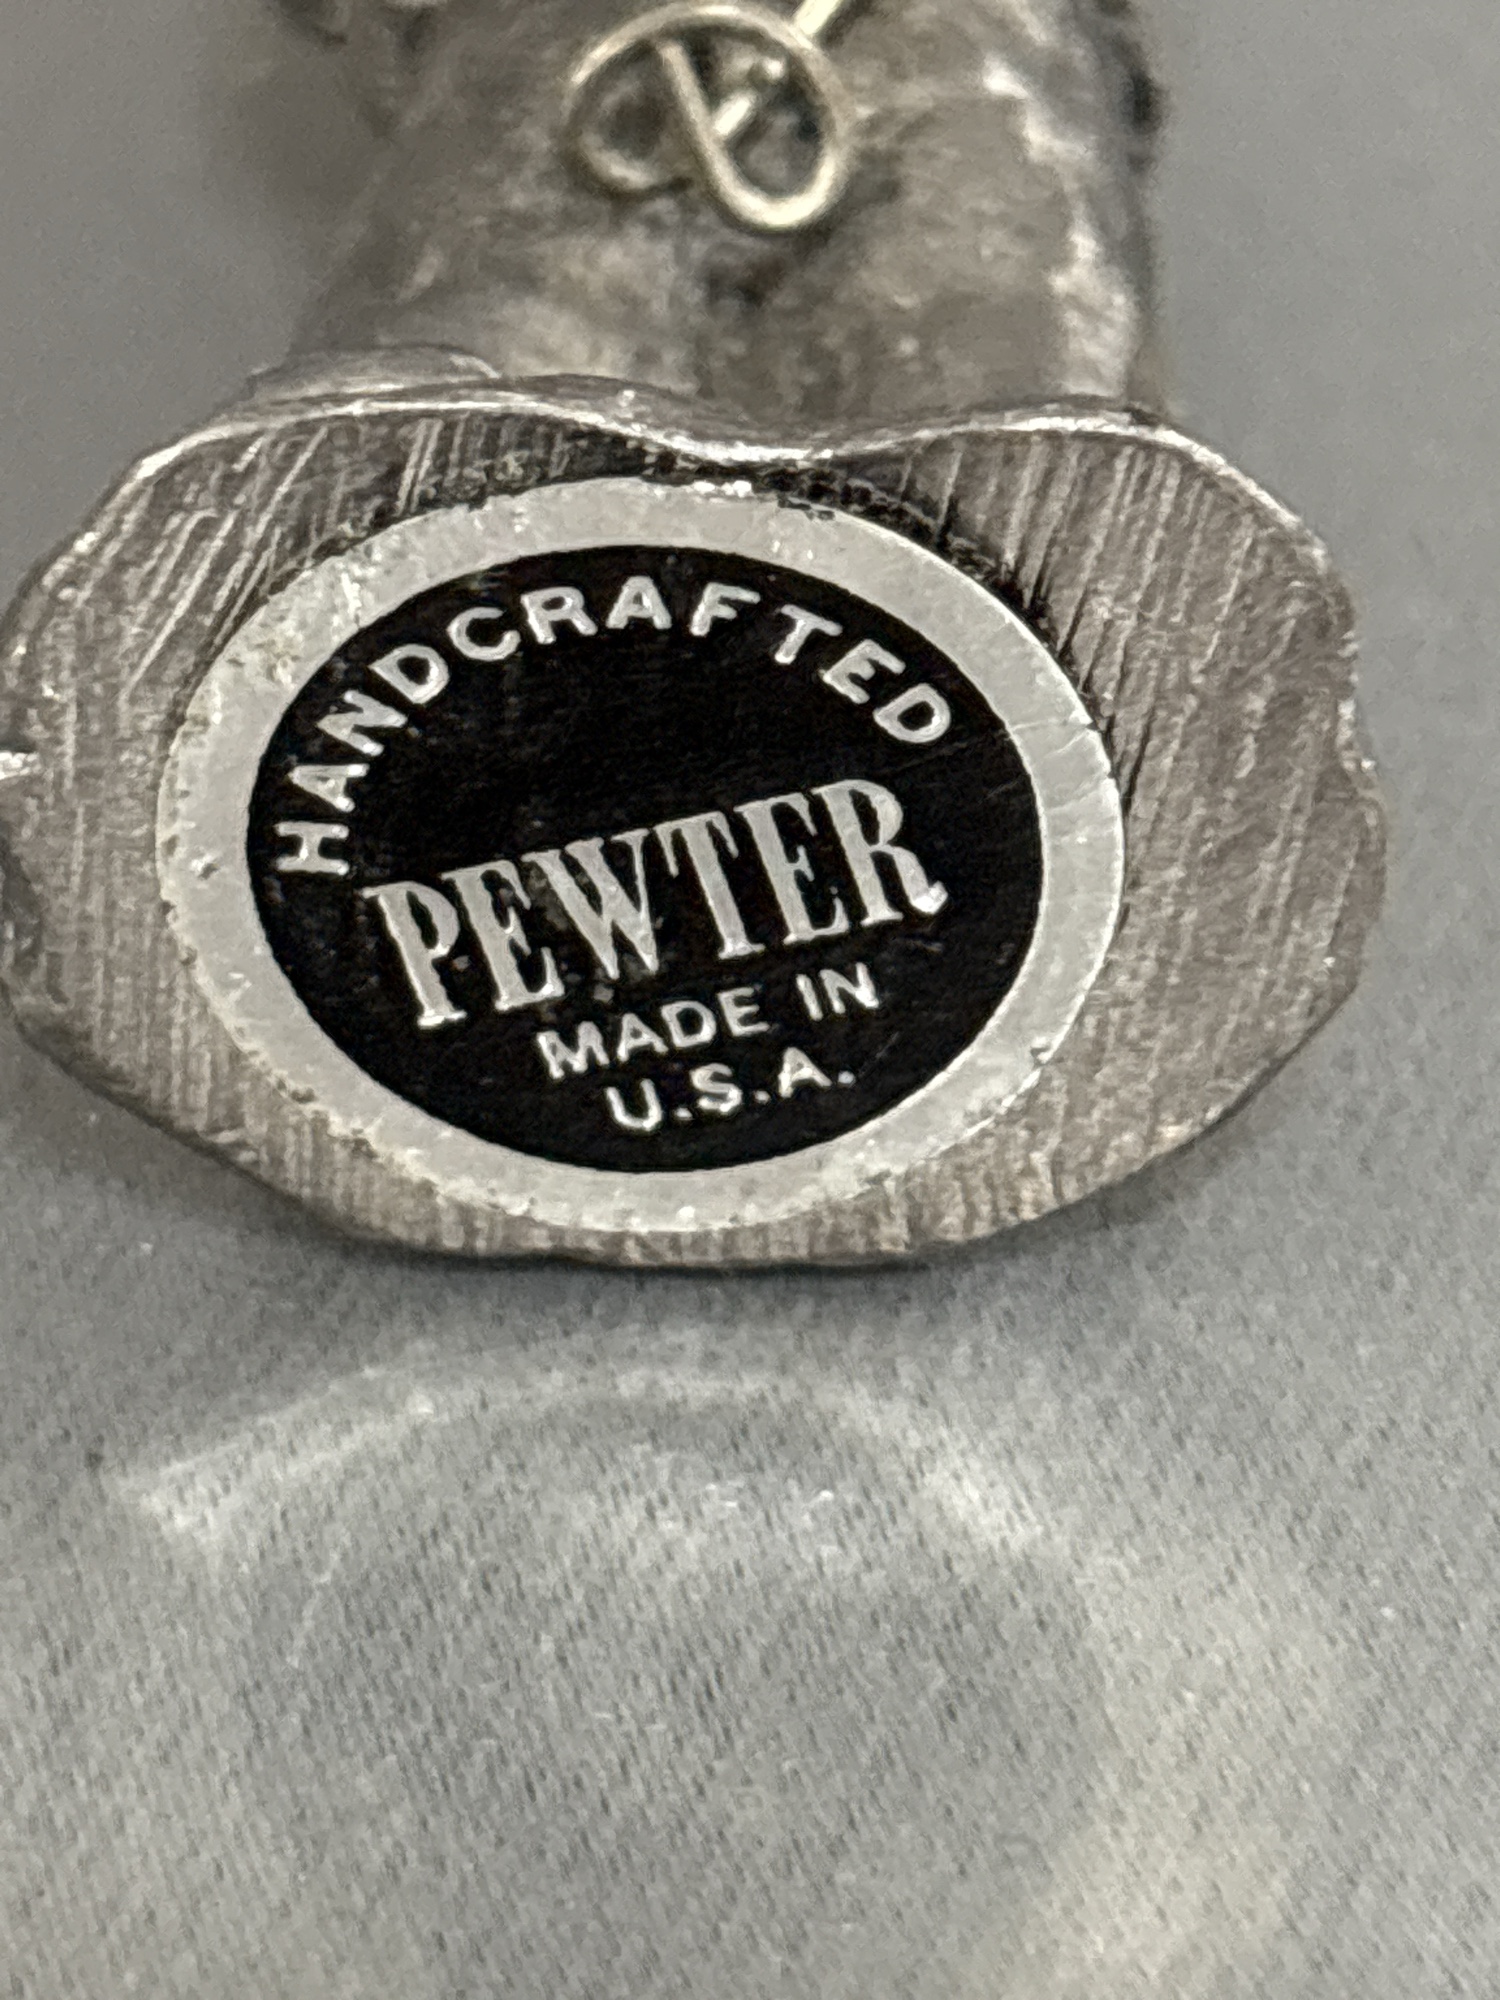 HANDCRAFTED
PEWTER
MADE IN
U.S.A.